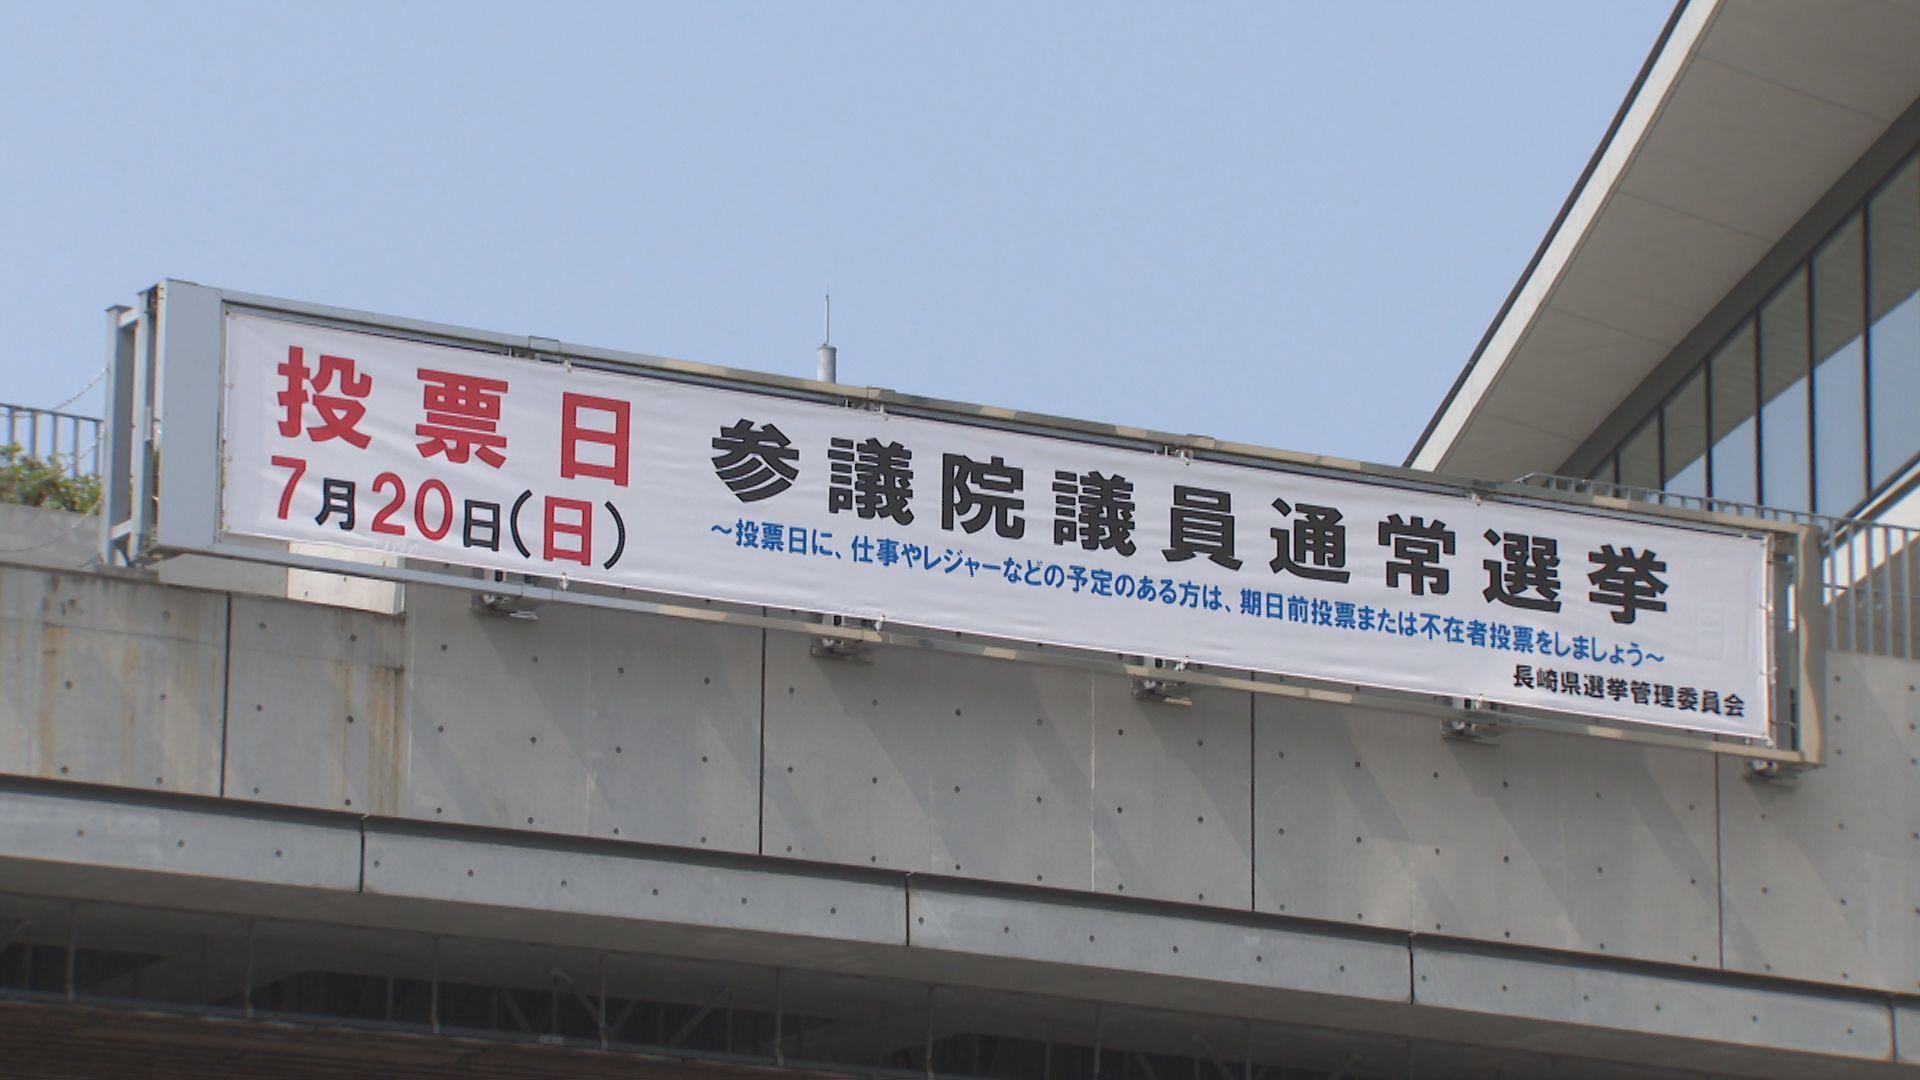 投票日
7月20日(日)
参議院議員通常選挙
～投票日に、仕事やレジャーなどの予定のある方は、期日前投票または不在者投票をしましょう～
長崎県選挙管理委員会